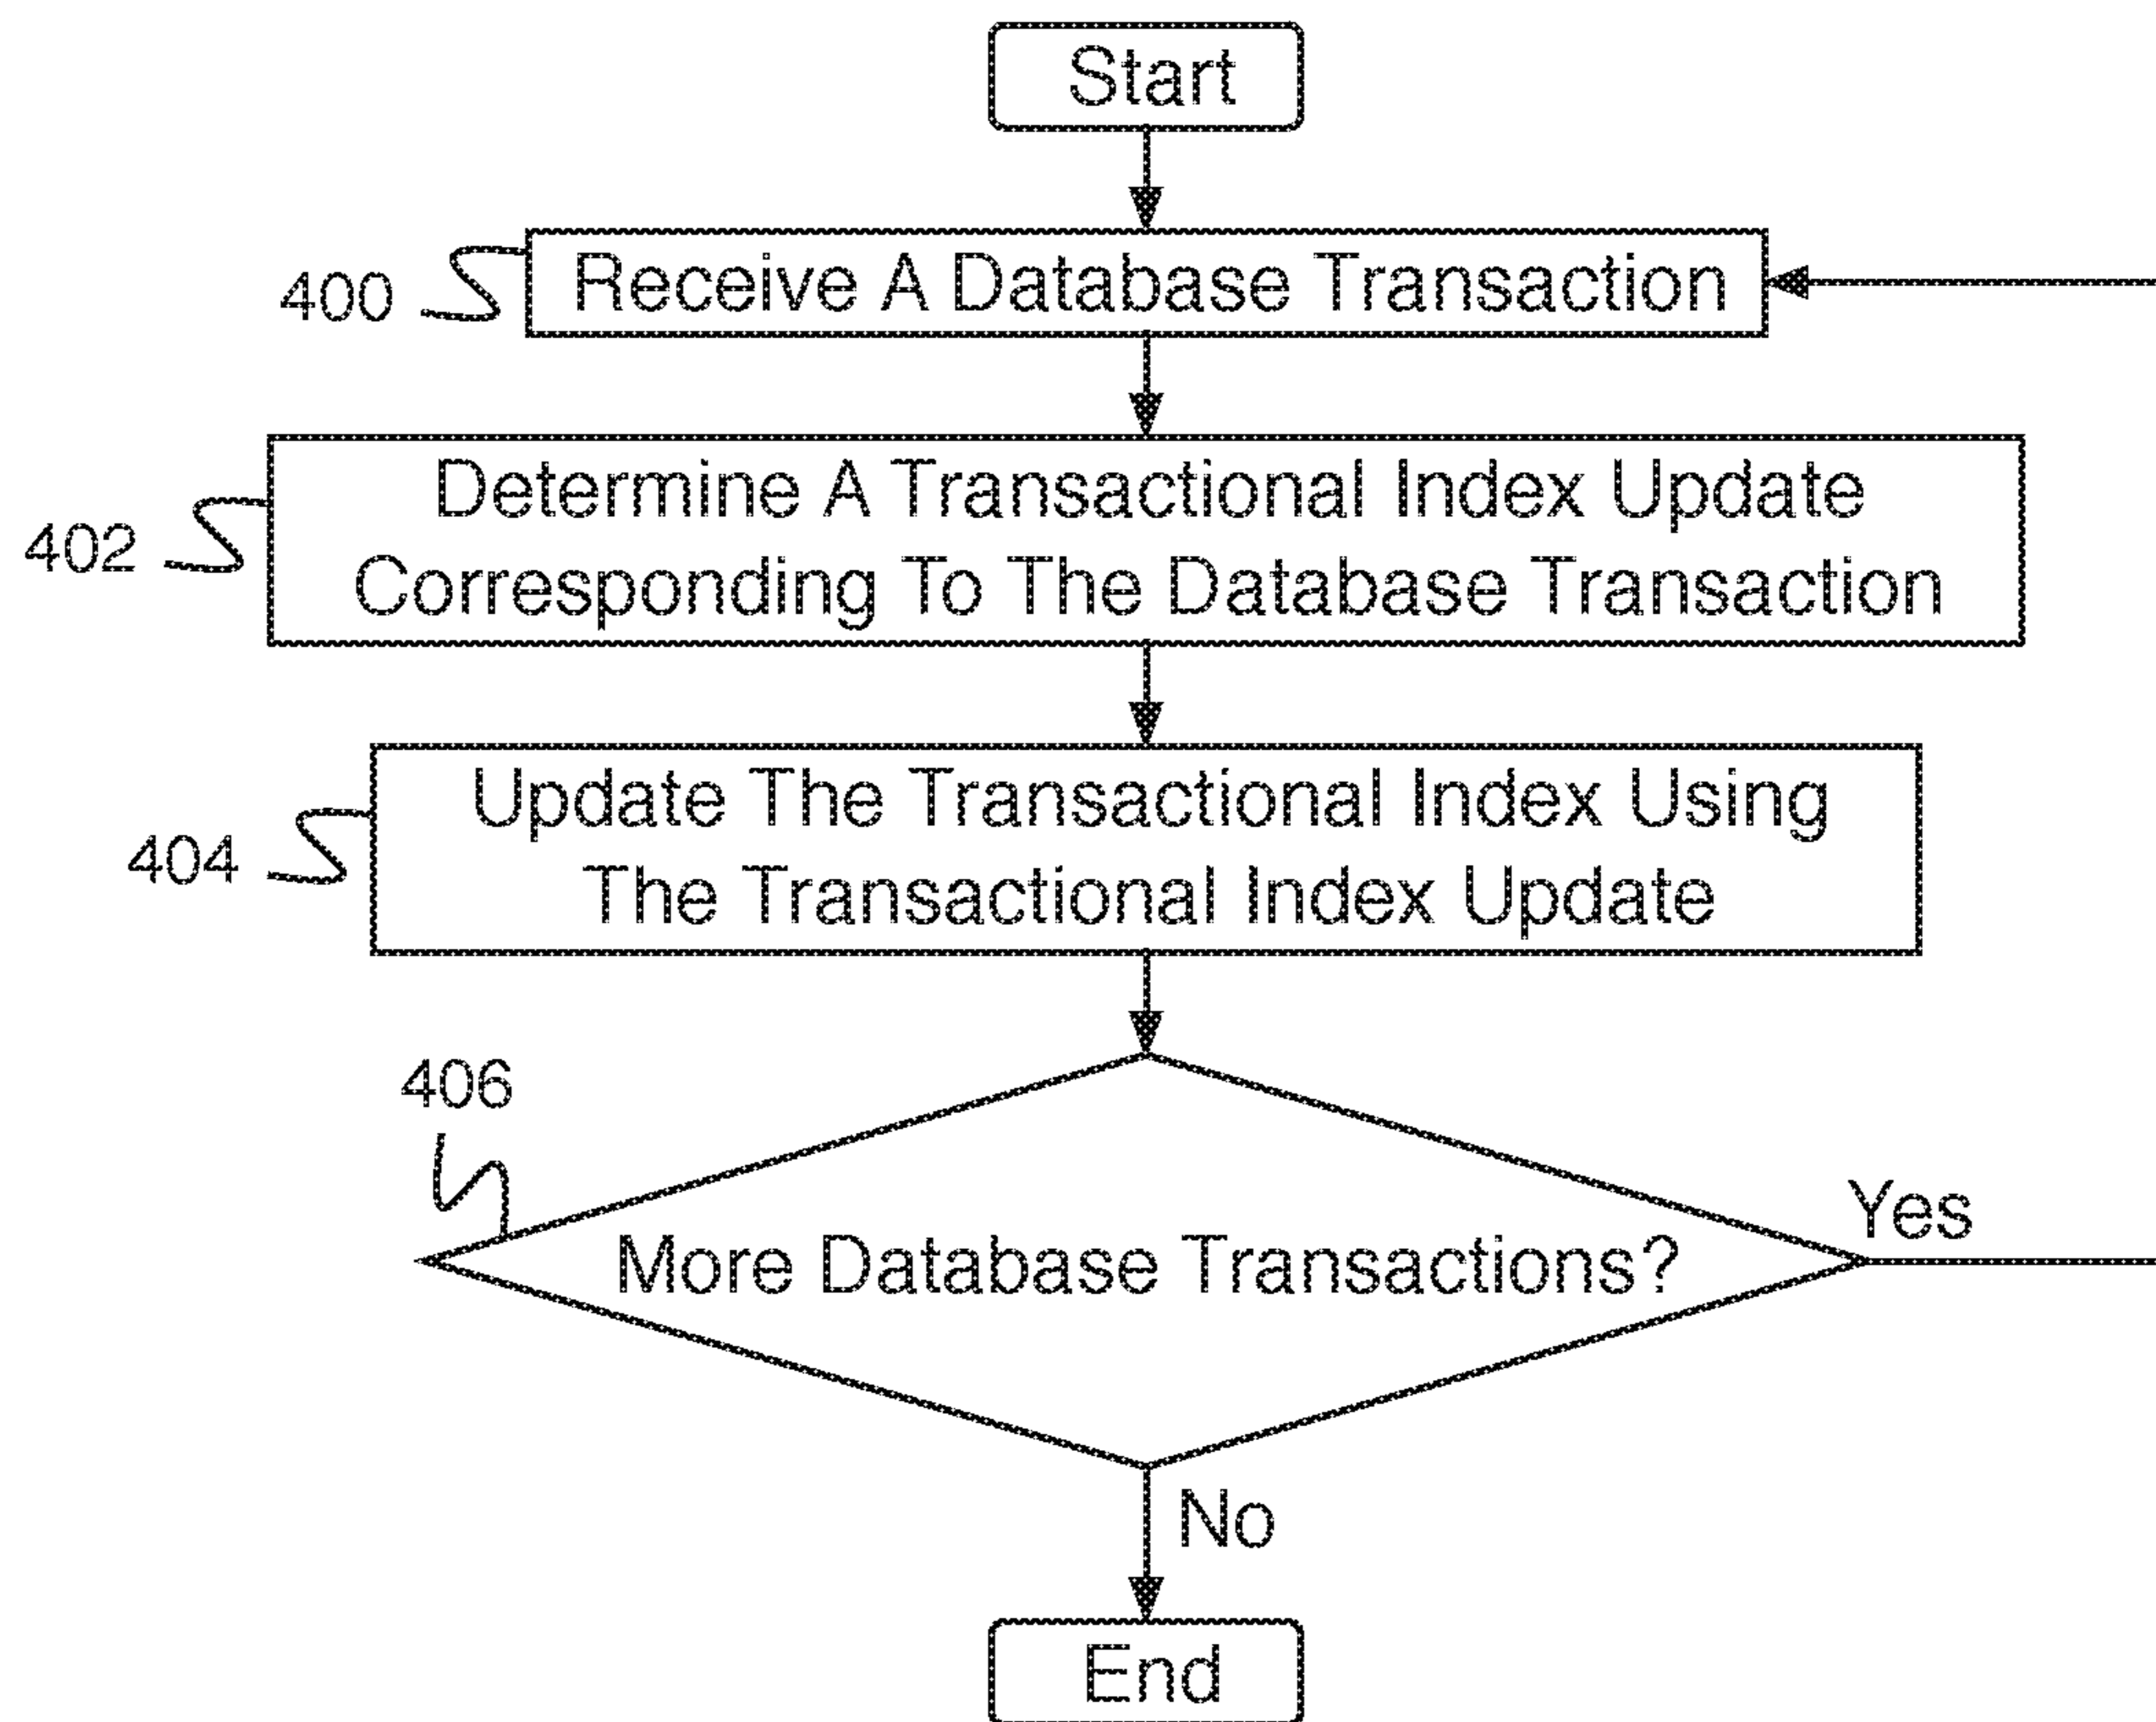 Start
400
Receive A Database Transaction
402
Determine A Transactional Index Update
Corresponding To The Database Transaction
404
Update The Transactional Index Using
The Transactional Index Update
406
More Database Transactions?
Yes
No
End